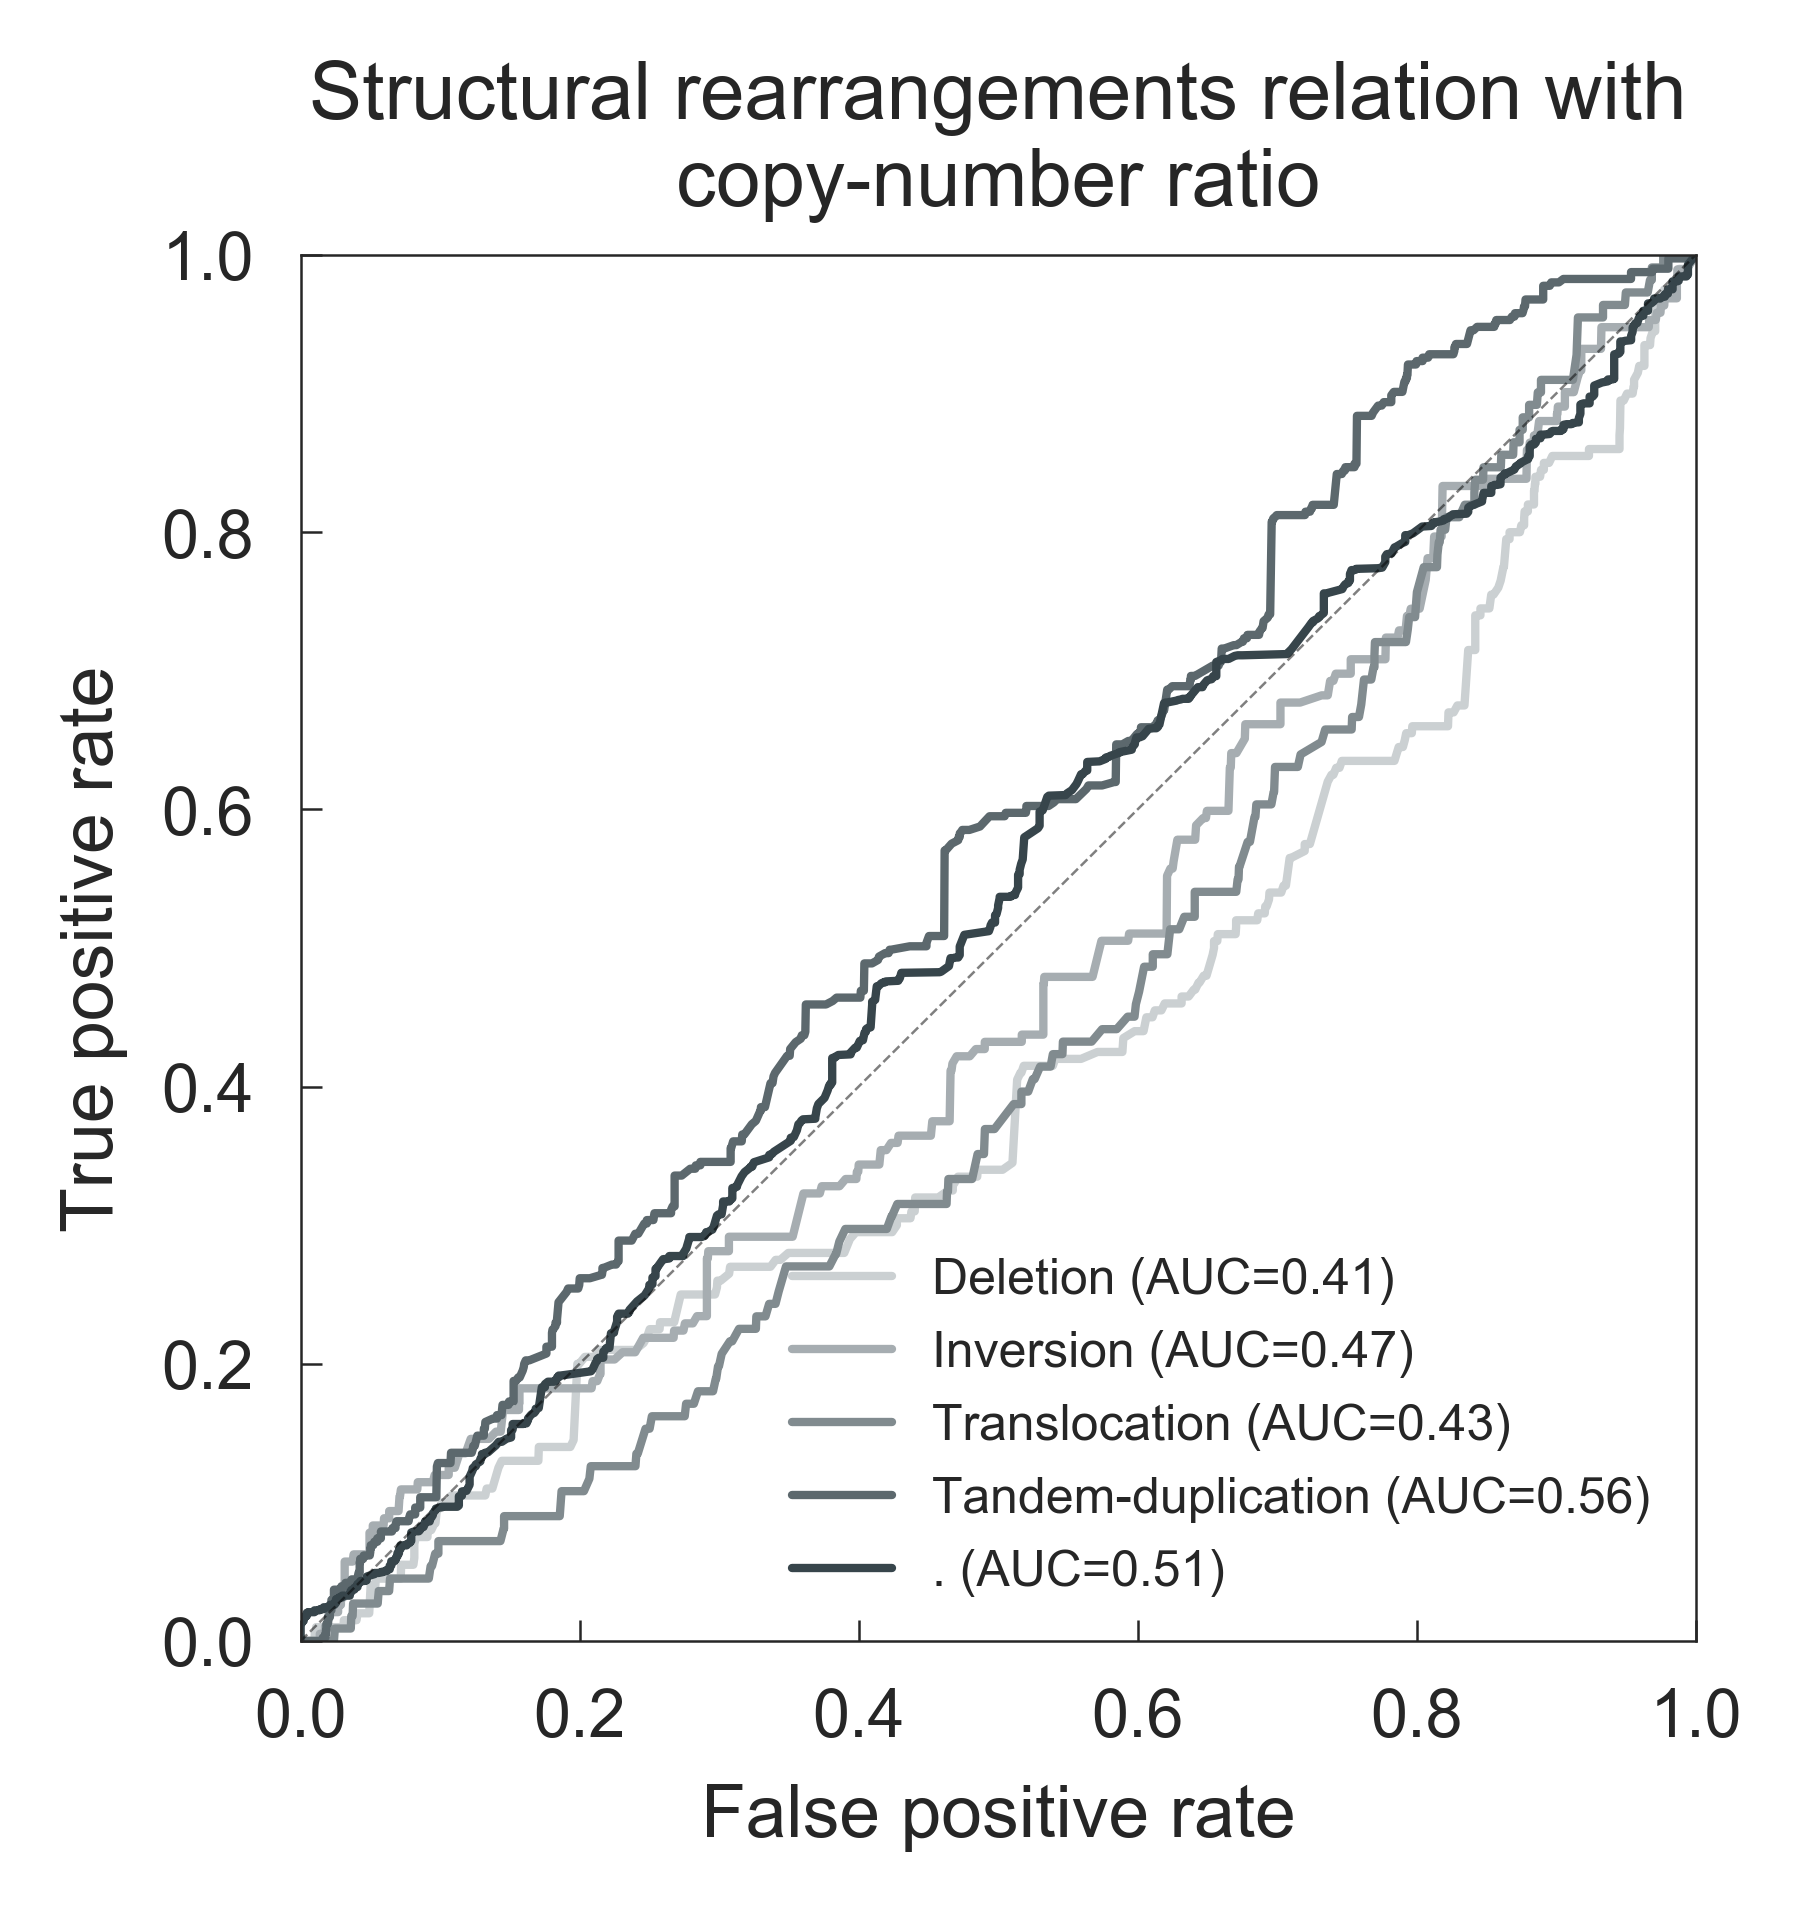 Structural rearrangements relation with
copy-number ratio
True positive rate
1.0
0.8
0.6
0.4
0.2
0.0
Deletion (AUC=0.41)
Inversion (AUC=0.47)
Translocation (AUC=0.43)
Tandem-duplication (AUC=0.56)
. (AUC=0.51)
0.0 0.2 0.4 0.6 0.8 1.0
False positive rate